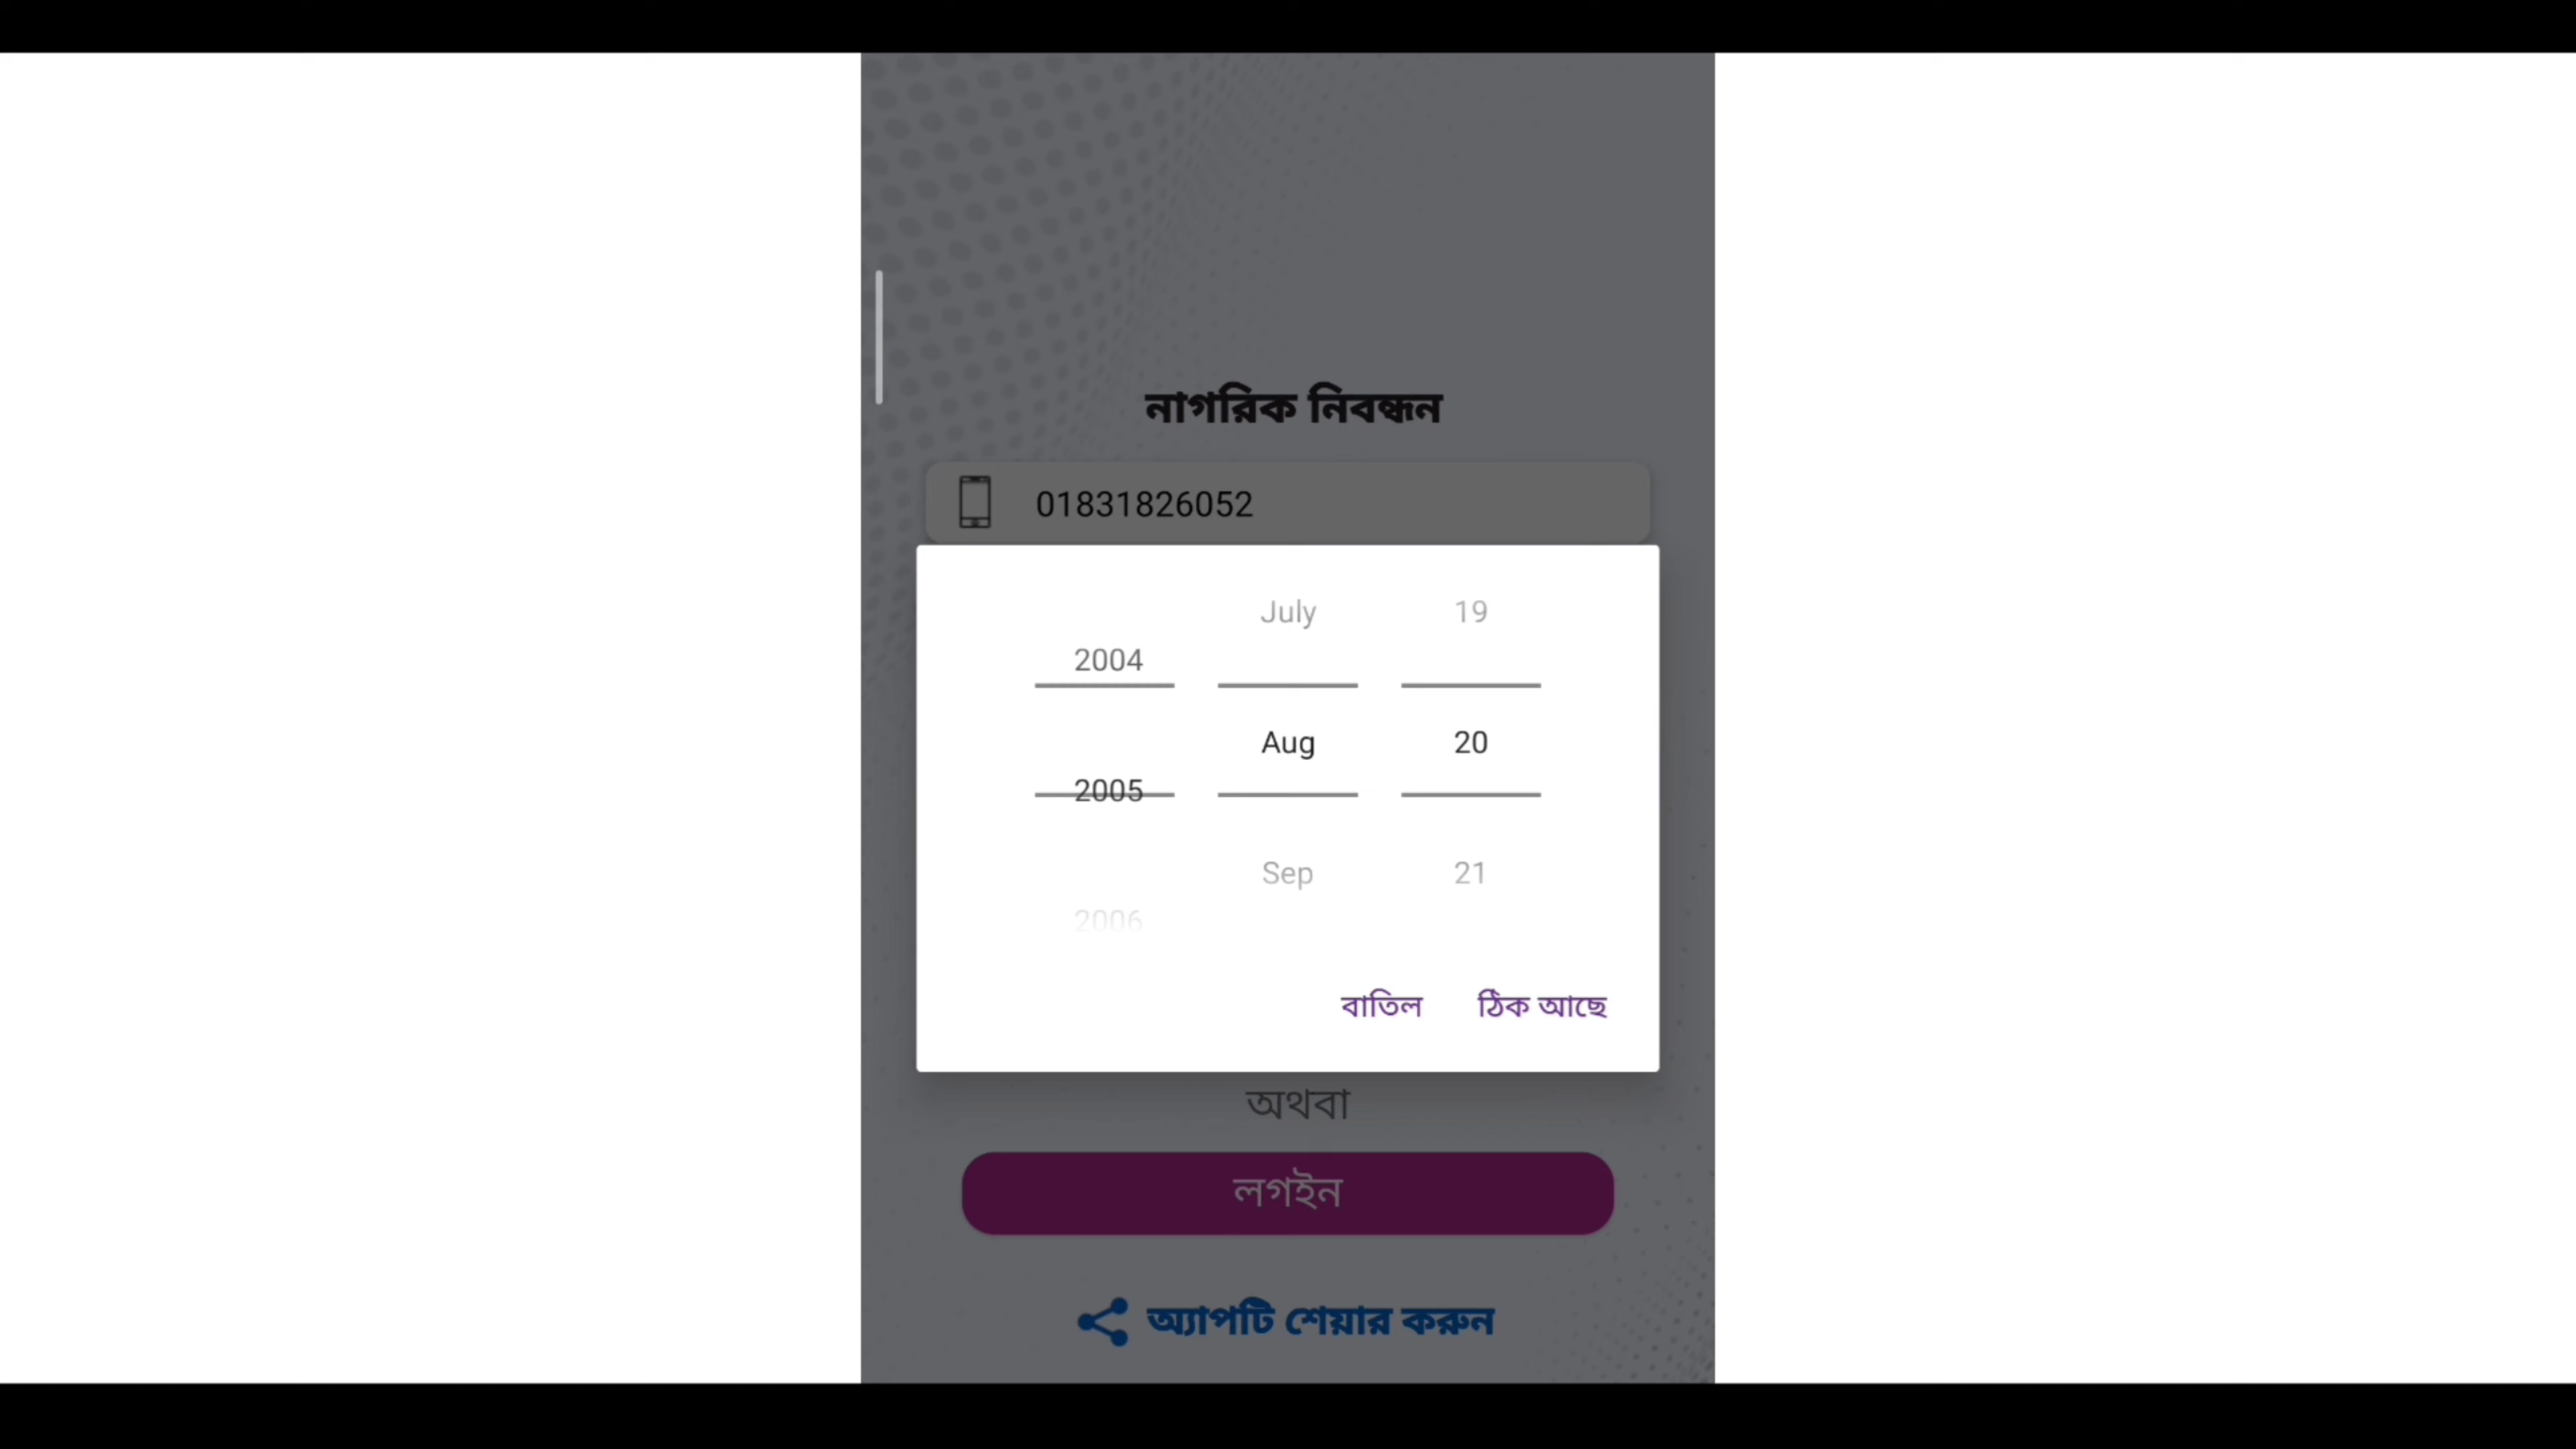 নাগরিক নিবন্ধন
01831826052
July 19
2004
Aug 20
2005
Sep 21
2006
বাতিল ঠিক আছে
অথবা
লগইন
অ্যাপটি শেয়ার করুন